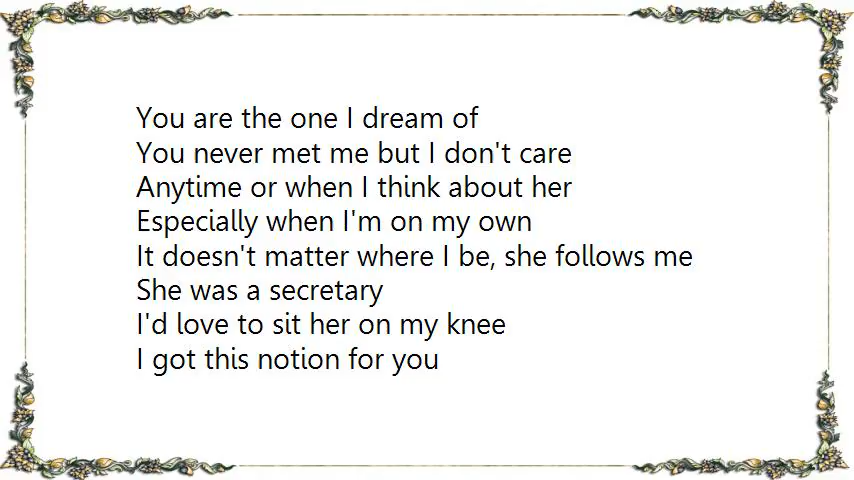 You are the one I dream of
You never met me but I don't care
Anytime or when I think about her
Especially when I'm on my own
It doesn't matter where I be, she follows me
She was a secretary
I'd love to sit her on my knee
I got this notion for you